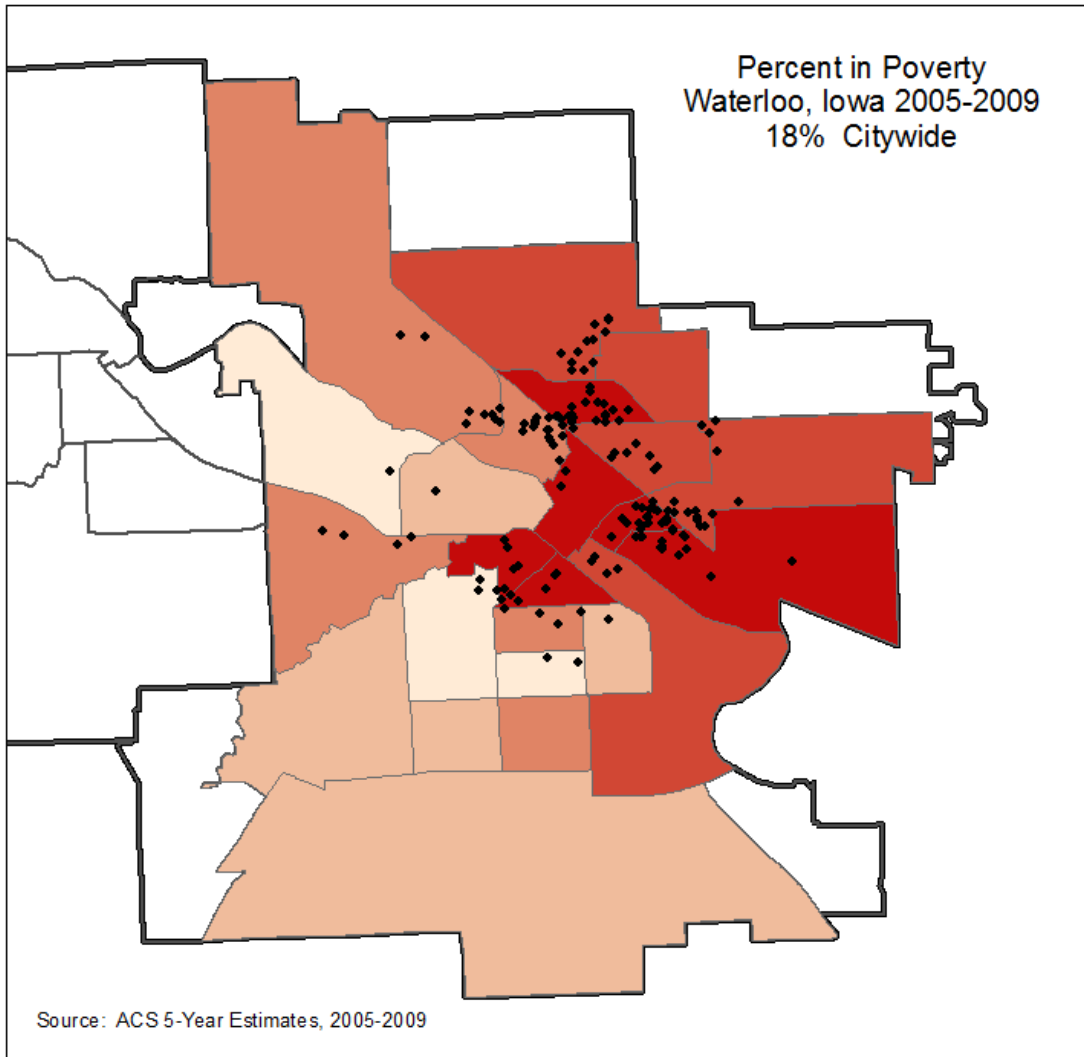 Percent in Poverty
Waterloo, Iowa 2005-2009
18% Citywide
Source: ACS 5-Year Estimates, 2005-2009